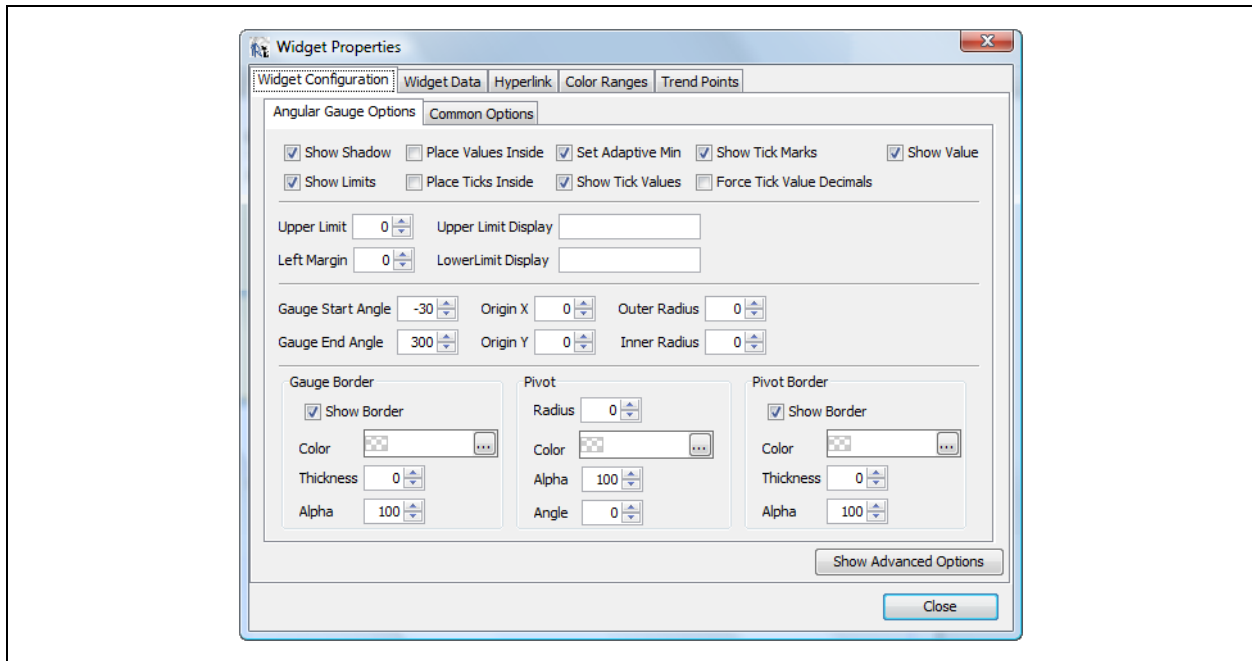 Widget Properties
Widget Configuration Widget Data Hyperlink Color Ranges Trend Points
Angular Gauge Options Common Options
Show Shadow Place Values Inside Set Adaptive Min Show Tick Marks Show Value
Show Limits Place Ticks Inside Show Tick Values Force Tick Value Decimals
Upper Limit 0 Upper Limit Display
Left Margin 0 LowerLimit Display
Gauge Start Angle -30 Origin X 0 Outer Radius 0
Gauge End Angle 300 Origin Y 0 Inner Radius 0
Gauge Border Pivot Pivot Border
Show Border Radius 0 Show Border
Color ... Color ... Color ...
Thickness 0 Alpha 100 Thickness 0
Alpha 100 Angle 0 Alpha 100
Show Advanced Options
Close